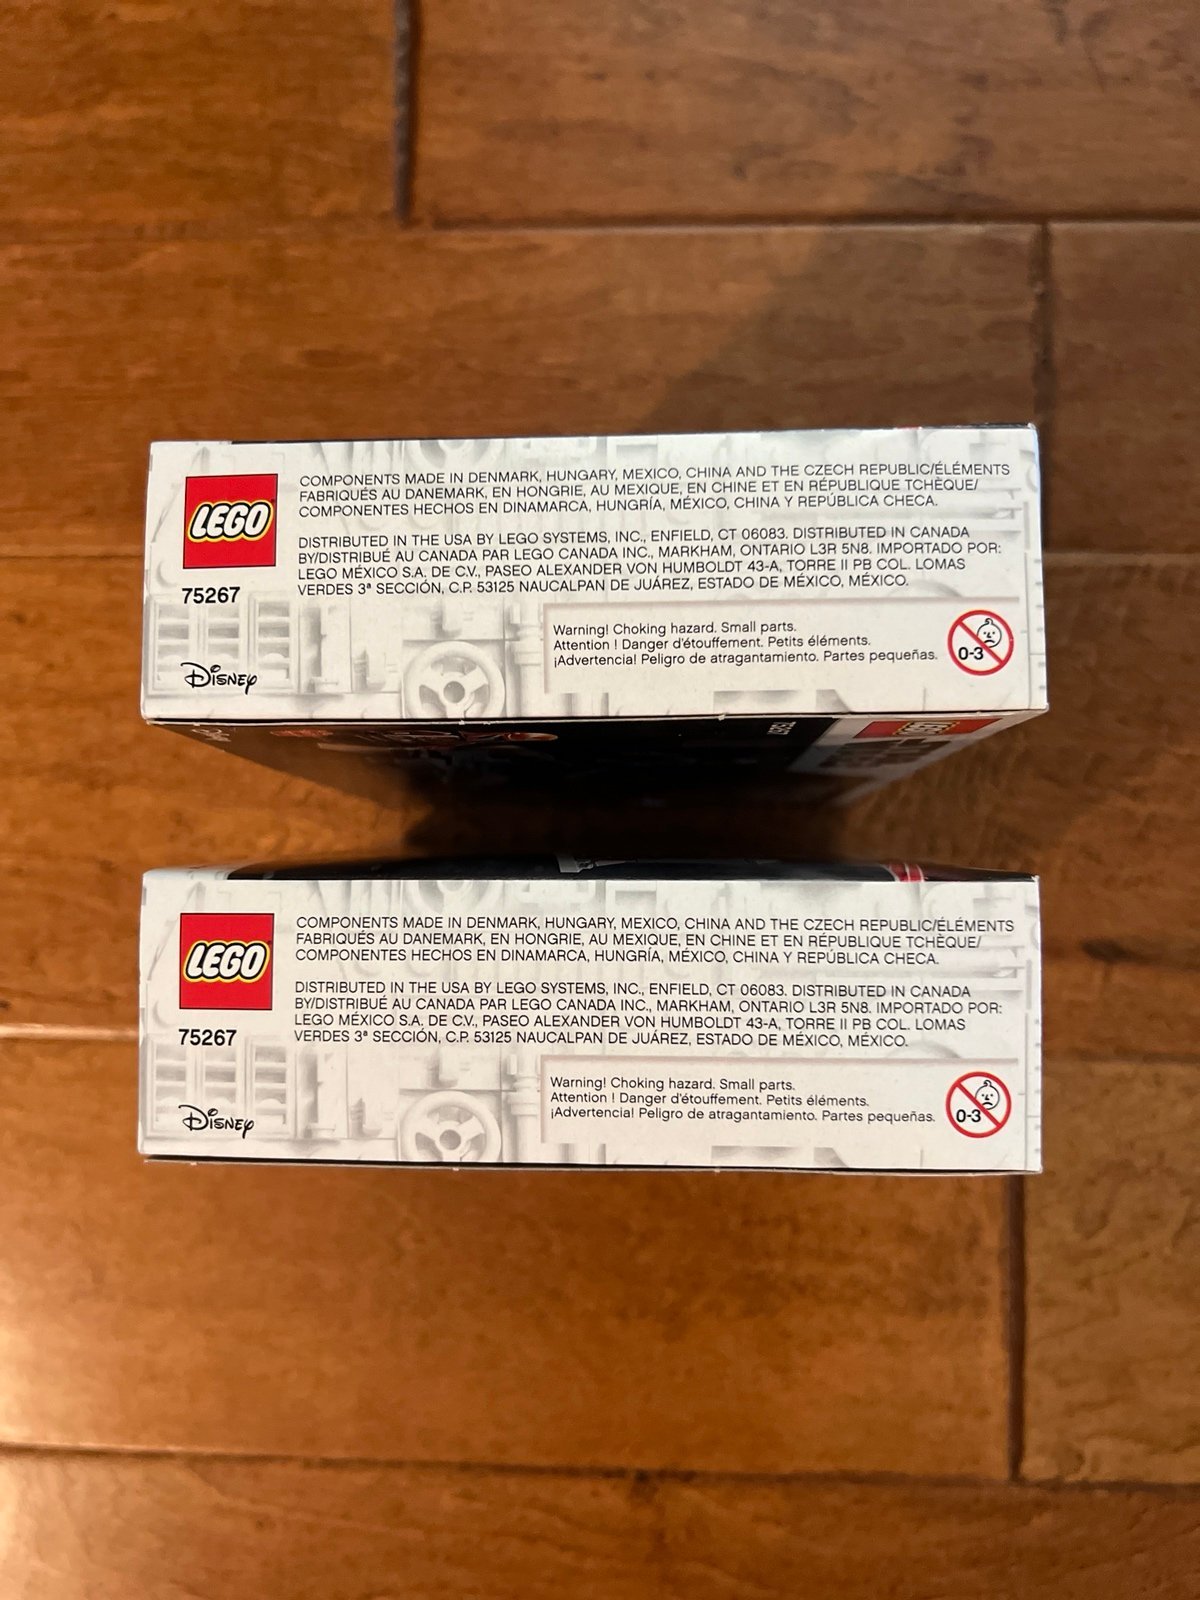 LEGO
75267
Disney
COMPONENTS MADE IN DENMARK, HUNGARY, MEXICO, CHINA AND THE CZECH REPUBLIC/ÉLÉMENTS
FABRIQUÉS AU DANEMARK, EN HONGRIE, AU MEXIQUE, EN CHINE ET EN RÉPUBLIQUE TCHÈQUE/
COMPONENTES HECHOS EN DINAMARCA, HUNGRÍA, MÉXICO, CHINA Y REPÚBLICA CHECA.
DISTRIBUTED IN THE USA BY LEGO SYSTEMS, INC., ENFIELD, CT 06083. DISTRIBUTED IN CANADA
BY/DISTRIBUÉ AU CANADA PAR LEGO CANADA INC., MARKHAM, ONTARIO L3R 5N8. IMPORTADO POR:
LEGO MÉXICO S.A. DE C.V., PASEO ALEXANDER VON HUMBOLDT 43-A, TORRE II PB COL. LOMAS
VERDES 3ª SECCIÓN, C.P. 53125 NAUCALPAN DE JUÁREZ, ESTADO DE MÉXICO, MÉXICO.
Warning! Choking hazard. Small parts.
Attention ! Danger d'étouffement. Petits éléments.
¡Advertencia! Peligro de atragantamiento. Partes pequeñas.
0-3
75267
LEGO
LEGO
75267
Disney
COMPONENTS MADE IN DENMARK, HUNGARY, MEXICO, CHINA AND THE CZECH REPUBLIC/ÉLÉMENTS
FABRIQUÉS AU DANEMARK, EN HONGRIE, AU MEXIQUE, EN CHINE ET EN RÉPUBLIQUE TCHÈQUE/
COMPONENTES HECHOS EN DINAMARCA, HUNGRÍA, MÉXICO, CHINA Y REPÚBLICA CHECA.
DISTRIBUTED IN THE USA BY LEGO SYSTEMS, INC., ENFIELD, CT 06083. DISTRIBUTED IN CANADA
BY/DISTRIBUÉ AU CANADA PAR LEGO CANADA INC., MARKHAM, ONTARIO L3R 5N8. IMPORTADO POR:
LEGO MÉXICO S.A. DE C.V., PASEO ALEXANDER VON HUMBOLDT 43-A, TORRE II PB COL. LOMAS
VERDES 3ª SECCIÓN, C.P. 53125 NAUCALPAN DE JUÁREZ, ESTADO DE MÉXICO, MÉXICO.
Warning! Choking hazard. Small parts.
Attention ! Danger d'étouffement. Petits éléments.
¡Advertencia! Peligro de atragantamiento. Partes pequeñas.
0-3